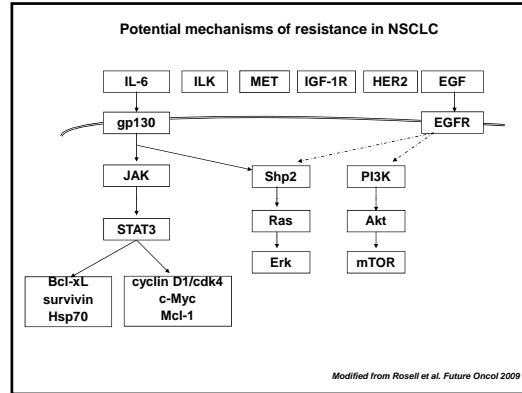 Potential mechanisms of resistance in NSCLC
IL-6 ILK MET IGF-1R HER2 EGF
gp130 EGFR
JAK Shp2 PI3K
STAT3 Ras Akt
Erk mTOR
Bcl-xL
survivin
Hsp70
cyclin D1/cdk4
c-Myc
Mcl-1
Modified from Rosell et al. Future Oncol 2009